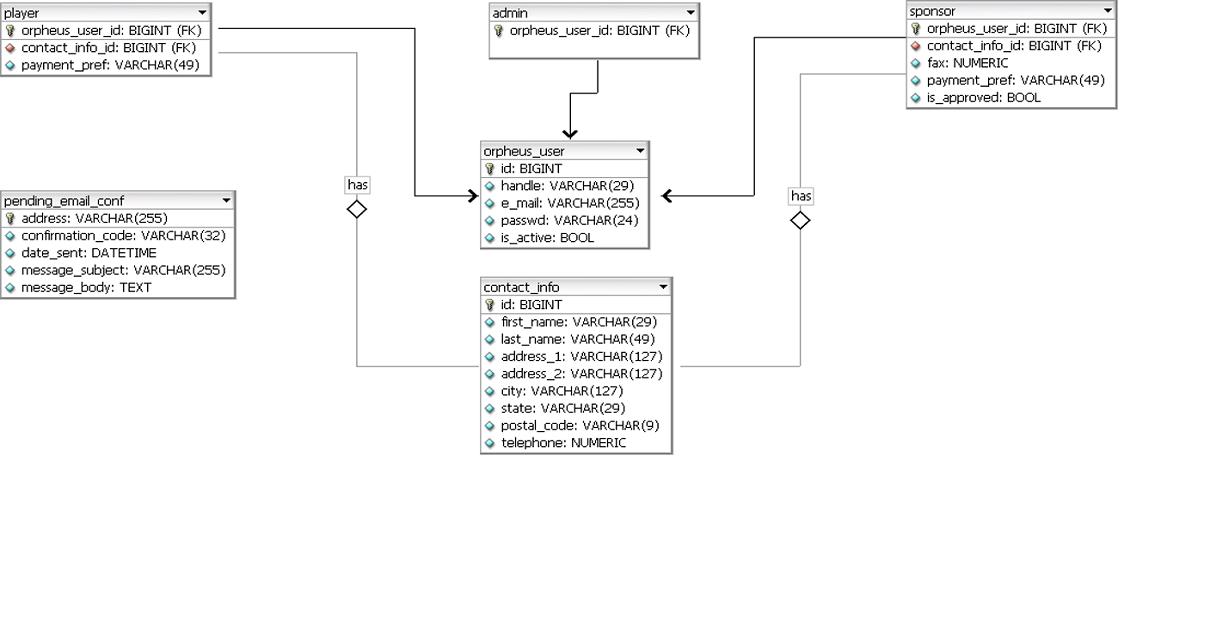 player
orpheus_user_id: BIGINT (FK)
contact_info_id: BIGINT (FK)
payment_pref: VARCHAR(49)
admin
orpheus_user_id: BIGINT (FK)
sponsor
orpheus_user_id: BIGINT (FK)
contact_info_id: BIGINT (FK)
fax: NUMERIC
payment_pref: VARCHAR(49)
is_approved: BOOL
orpheus_user
id: BIGINT
handle: VARCHAR(29)
e_mail: VARCHAR(255)
passwd: VARCHAR(24)
is_active: BOOL
has
has
pending_email_conf
address: VARCHAR(255)
confirmation_code: VARCHAR(32)
date_sent: DATETIME
message_subject: VARCHAR(255)
message_body: TEXT
contact_info
id: BIGINT
first_name: VARCHAR(29)
last_name: VARCHAR(49)
address_1: VARCHAR(127)
address_2: VARCHAR(127)
city: VARCHAR(127)
state: VARCHAR(29)
postal_code: VARCHAR(9)
telephone: NUMERIC